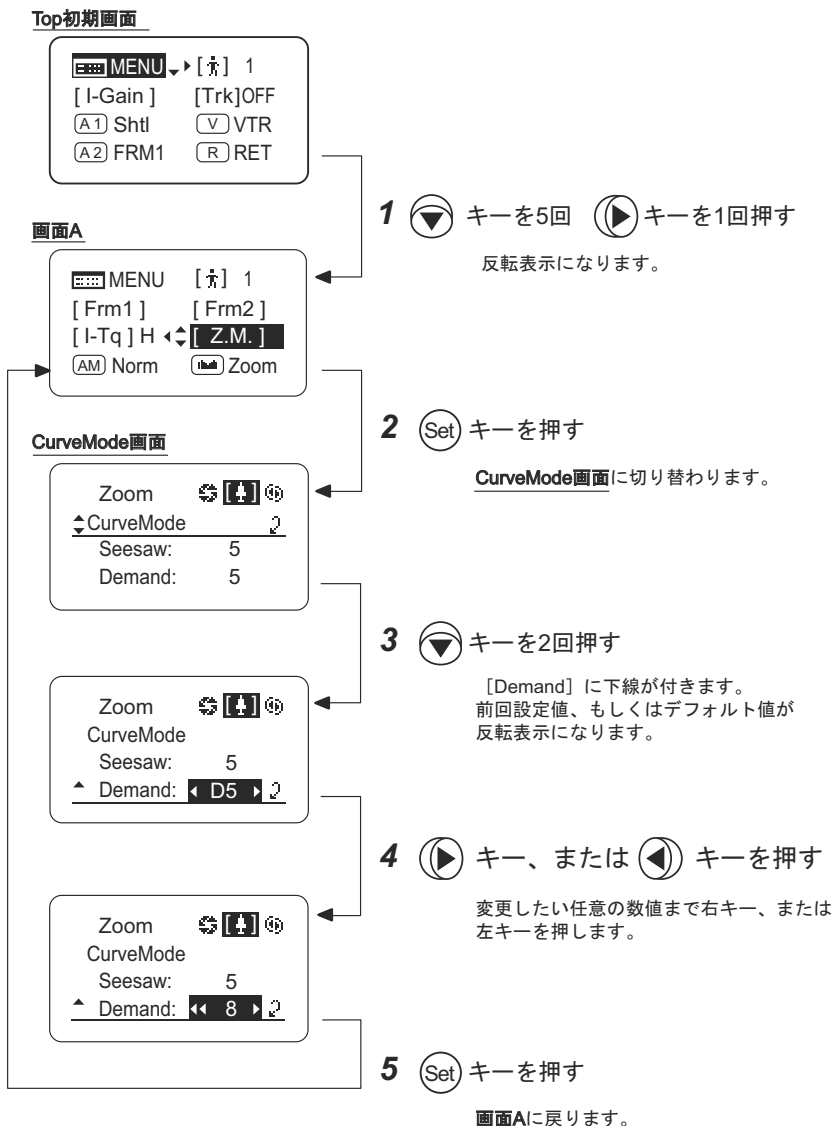 Top初期画面
MENU [ ] 1
[ I-Gain ] [Trk]OFF
A1 Shtl V VTR
A2 FRM1 R RET
1 キーを5回 キーを1回押す
反転表示になります。
画面A
MENU [ ] 1
[ Frm1 ] [ Frm2 ]
[ I-Tq ] H [ Z.M. ]
AM Norm Zoom
2 Set キーを押す
CurveMode画面に切り替わります。
CurveMode画面
Zoom [ ]
CurveMode
Seesaw: 5
Demand: 5
3 キーを2回押す
［Demand］に下線が付きます。
前回設定値、もしくはデフォルト値が
反転表示になります。
Zoom [ ]
CurveMode
Seesaw: 5
Demand: D5
4 キー、または キーを押す
変更したい任意の数値まで右キー、または
左キーを押します。
Zoom [ ]
CurveMode
Seesaw: 5
Demand: 8
5 Set キーを押す
画面Aに戻ります。